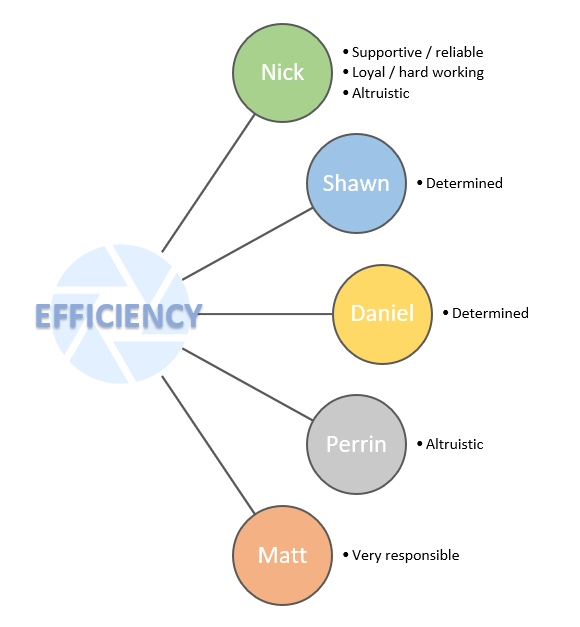 Nick
• Supportive / reliable
• Loyal / hard working
• Altruistic
Shawn
• Determined
EFFICIENCY
Daniel
• Determined
Perrin
• Altruistic
Matt
• Very responsible